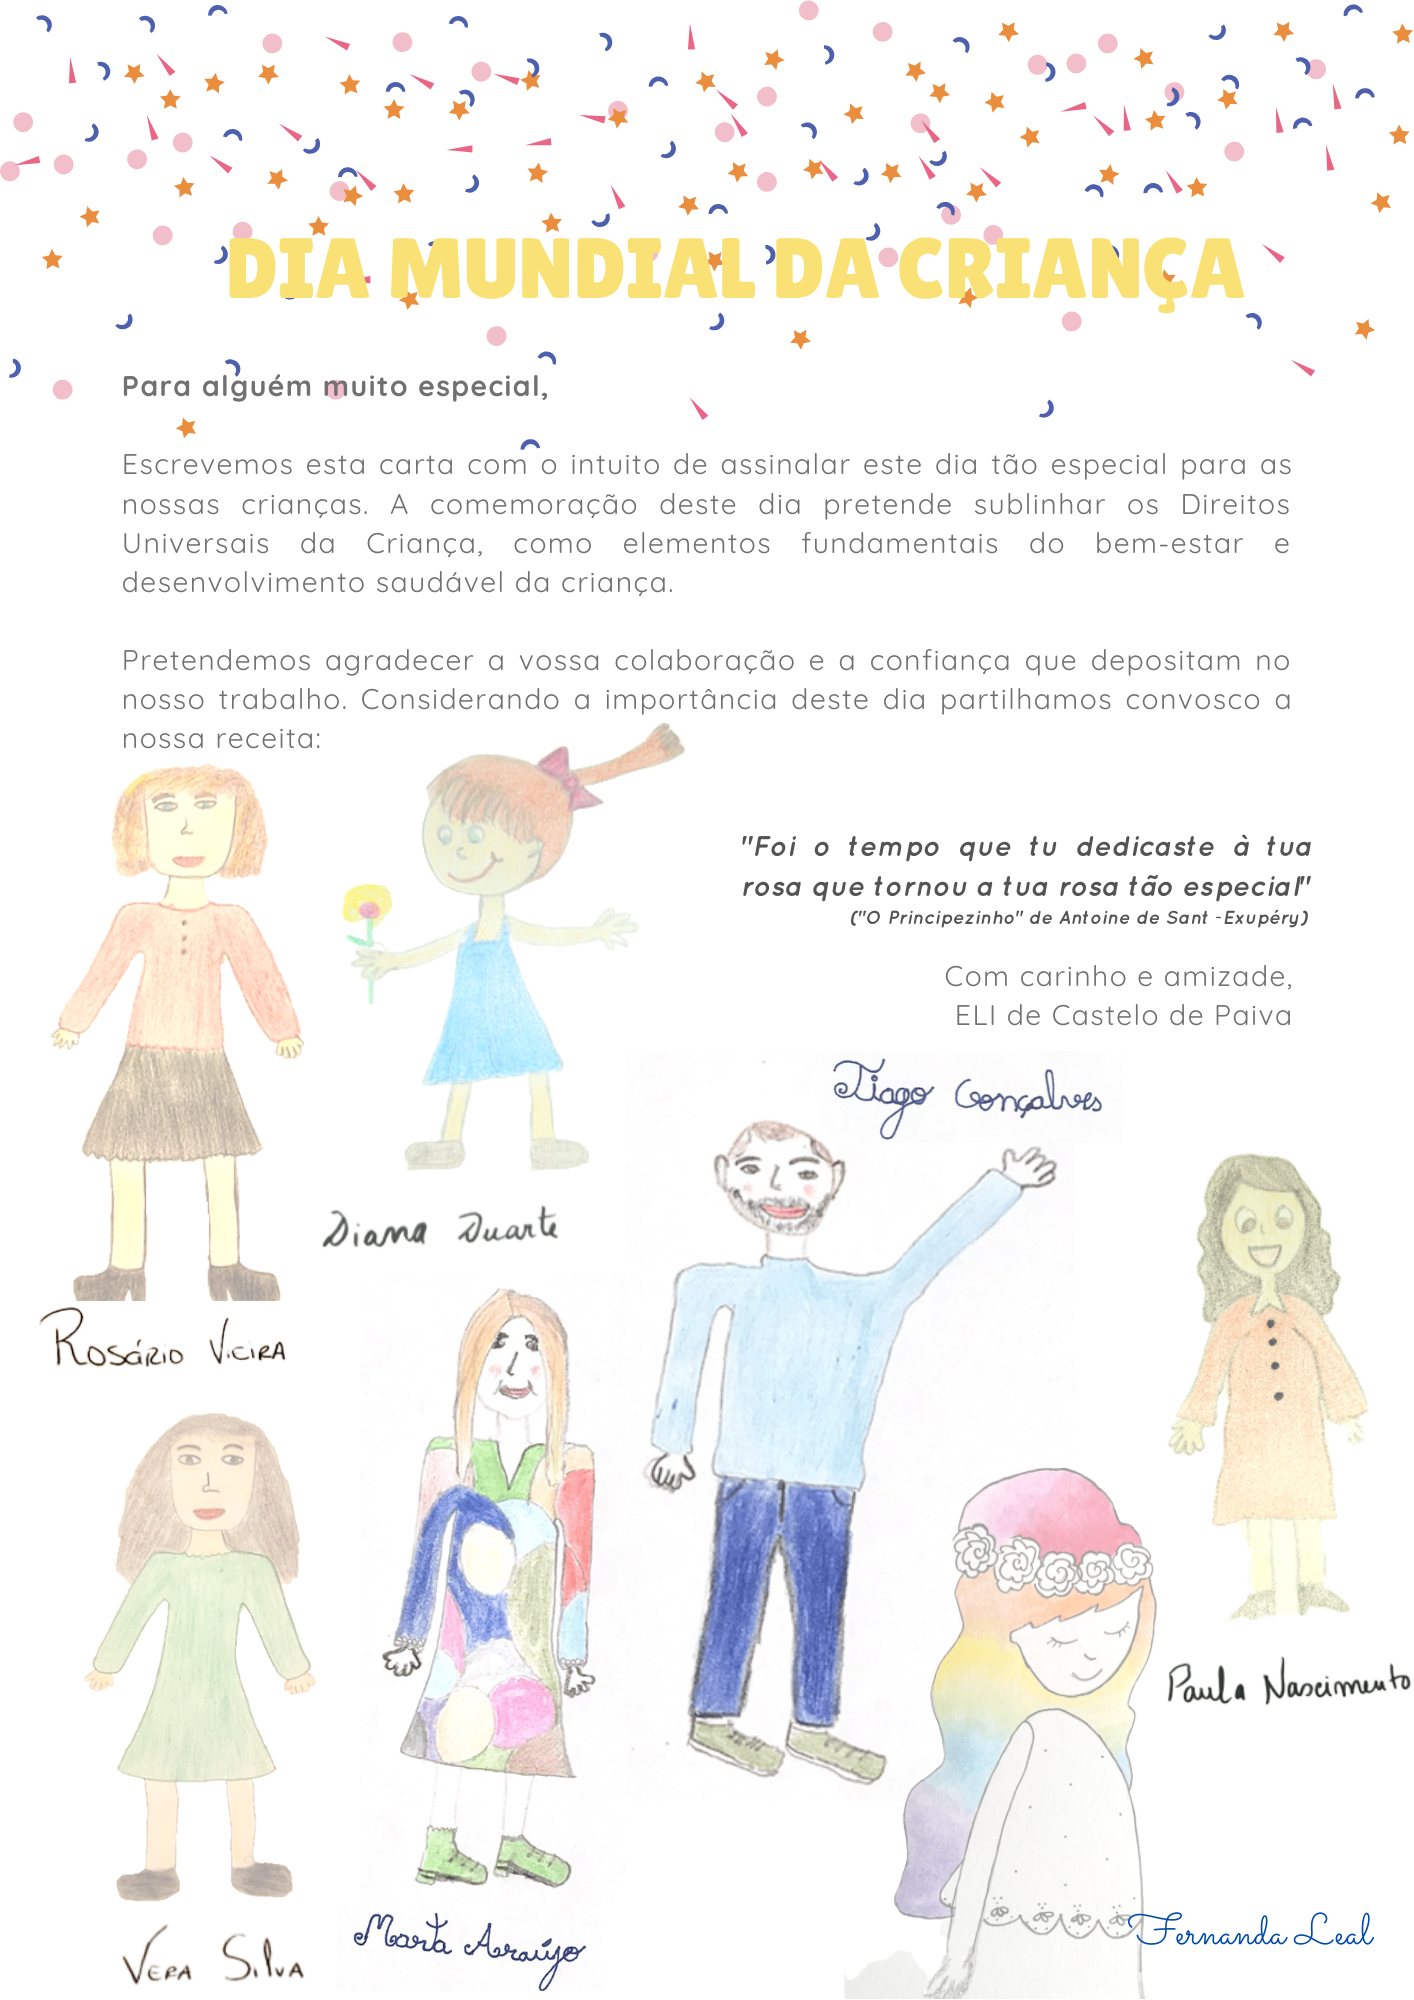 DIA MUNDIAL DA CRIANÇA
Para alguém muito especial,
Escrevemos esta carta com o intuito de assinalar este dia tão especial para as
nossas crianças. A comemoração deste dia pretende sublinhar os Direitos
Universais da Criança, como elementos fundamentais do bem-estar e
desenvolvimento saudável da criança.
Pretendemos agradecer a vossa colaboração e a confiança que depositam no
nosso trabalho. Considerando a importância deste dia partilhamos convosco a
nossa receita:
"Foi o tempo que tu dedicaste à tua
rosa que tornou a tua rosa tão especial"
("O Principezinho" de Antoine de Sant -Exupéry)
Com carinho e amizade,
ELI de Castelo de Paiva
Tiago Gonçalves
Diana Duarte
Rosário Vieira
Paula Nascimento
Vera Silva
Marta Araújo
Fernanda Leal